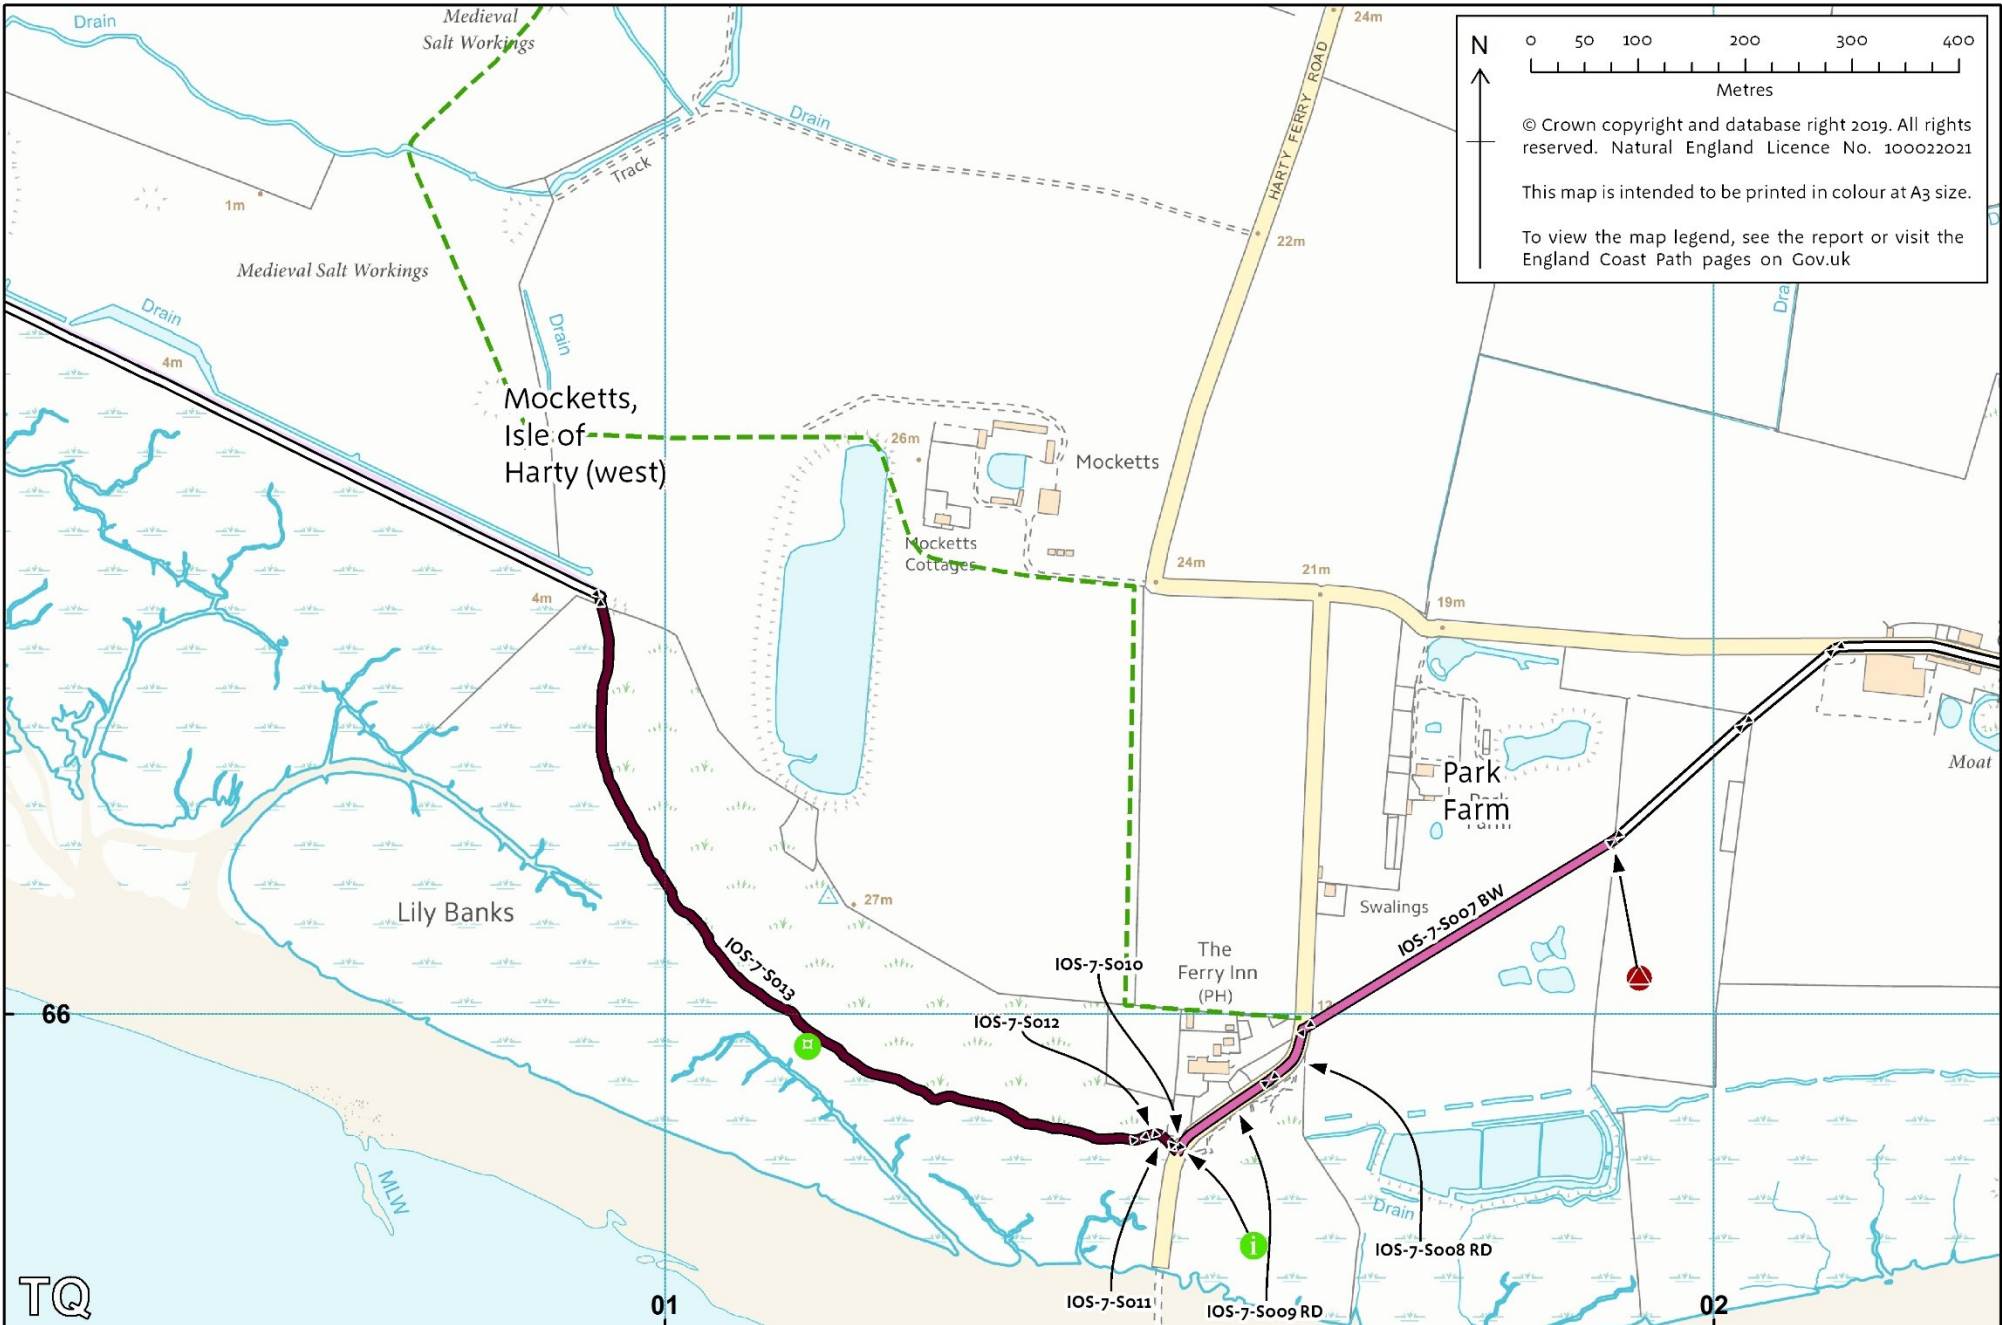 Drain
Medieval
Salt Workings
24m
HARTY FERRY ROAD
N
0 50 100 200 300 400
Metres
© Crown copyright and database right 2019. All rights
reserved. Natural England Licence No. 100022021
This map is intended to be printed in colour at A3 size.
To view the map legend, see the report or visit the
England Coast Path pages on Gov.uk
Drain
Track
1m
22m
Medieval Salt Workings
Drain
Drain
4m
Mocketts,
Isle of
Harty (west)
26m
Mocketts
Mocketts
Cottages
24m
21m
19m
4m
Park
Farm
Moat
27m
Swalings
Lily Banks
IOS-7-S007 BW
The
Ferry Inn
(PH)
IOS-7-S010
IOS-7-S013
IOS-7-S012
66
MLW
Drain
IOS-7-S008 RD
i
IOS-7-S011
IOS-7-S009 RD
TQ
01
02